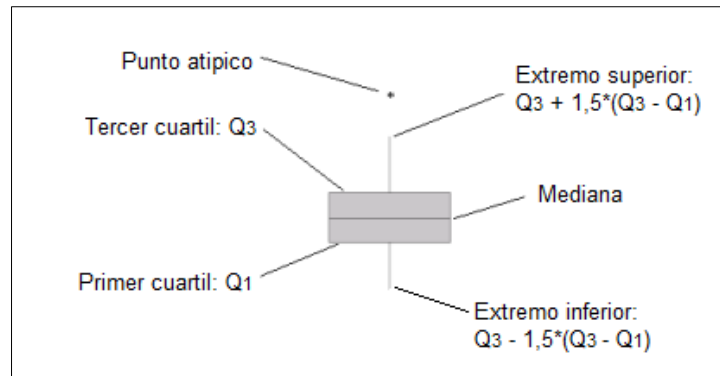 Punto atipico
Extremo superior:
Q3 + 1,5*(Q3 - Q1)
Tercer cuartil: Q3
Mediana
Primer cuartil: Q1
Extremo inferior:
Q3 - 1,5*(Q3 - Q1)